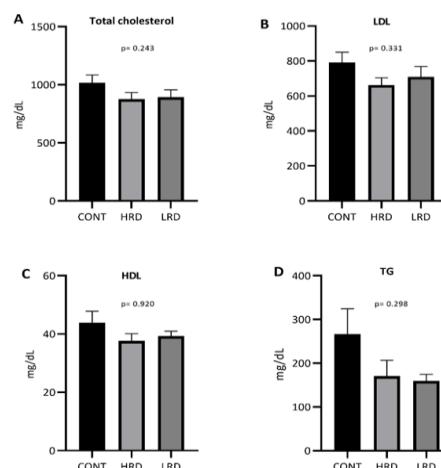 A Total cholesterol
p= 0.243
mg/dL
1500
1000
500
0
CONT HRD LRD
B LDL
p= 0.331
mg/dL
1000
800
600
400
200
0
CONT HRD LRD
C HDL
p= 0.920
mg/dL
60
40
20
0
CONT HRD LRD
D TG
p= 0.298
mg/dL
400
300
200
100
0
CONT HRD LRD